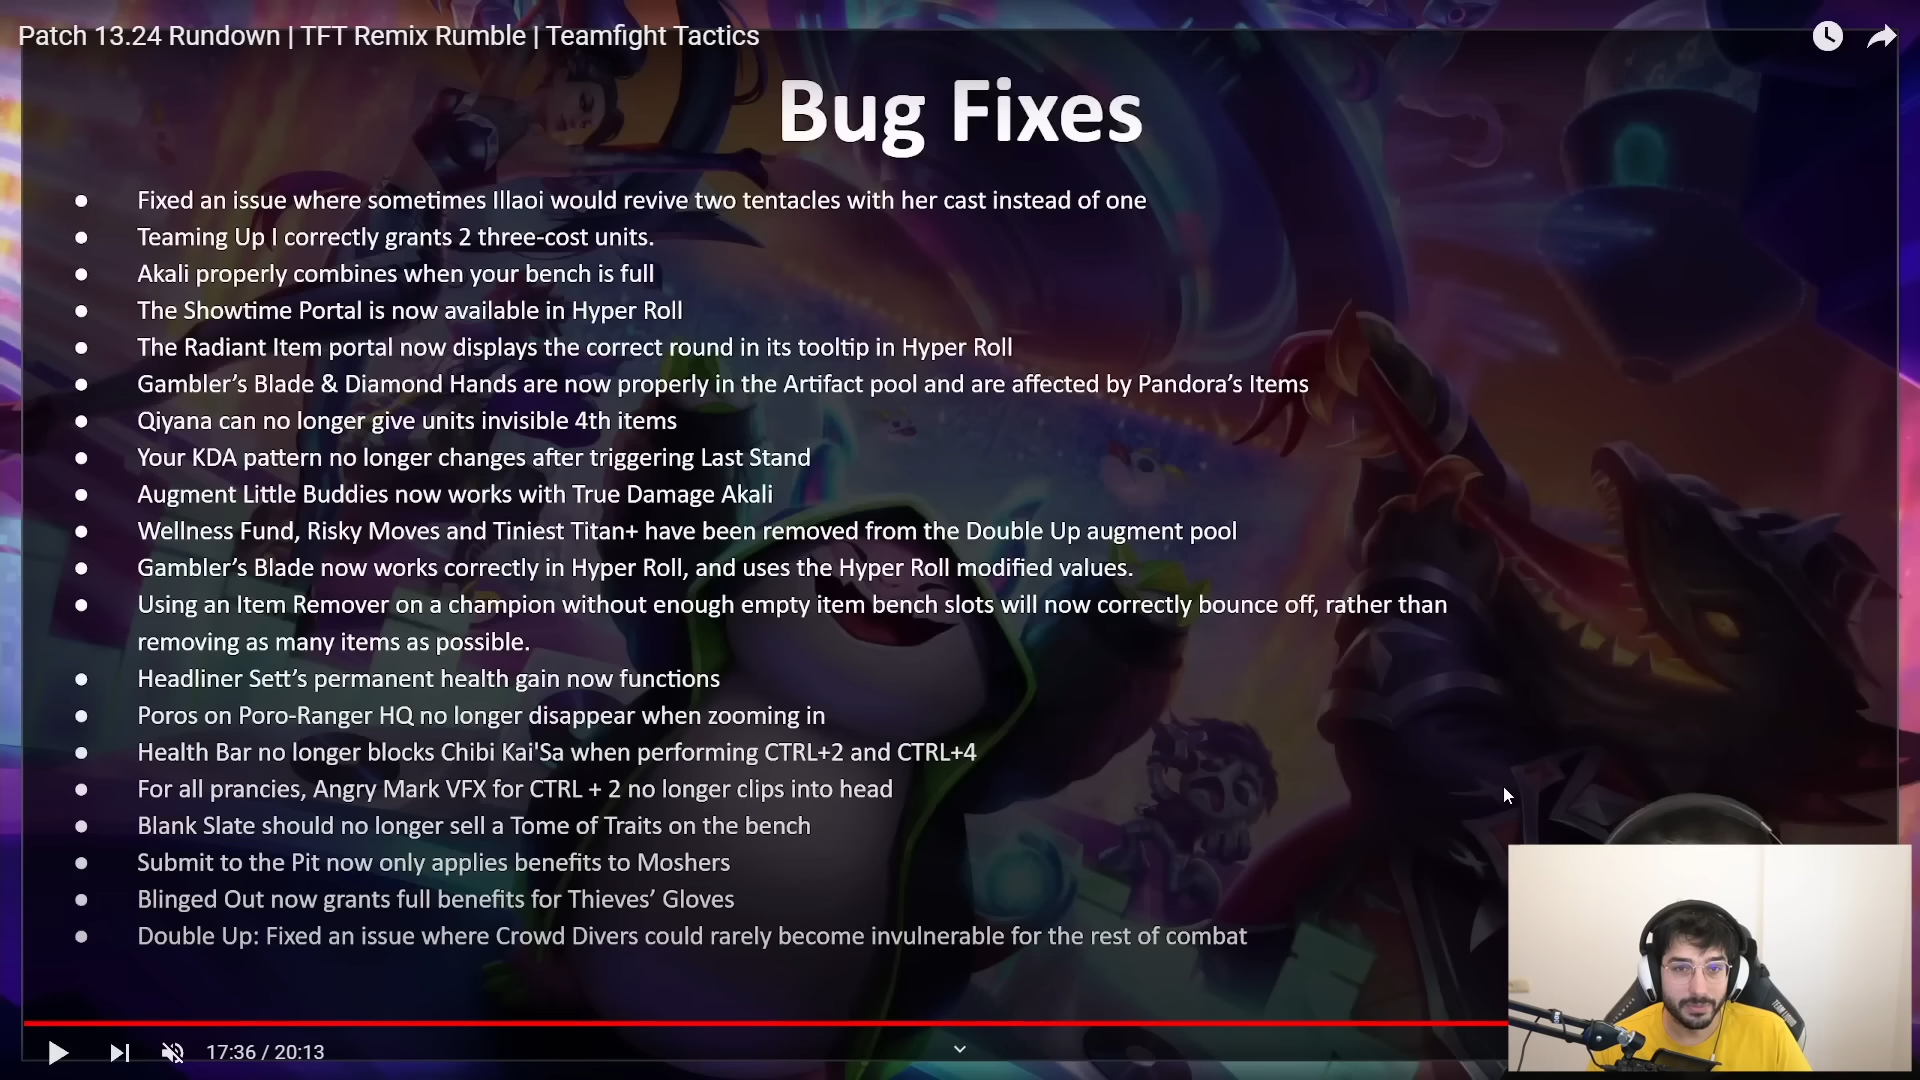 Patch 13.24 Rundown | TFT Remix Rumble | Teamfight Tactics
Bug Fixes
● Fixed an issue where sometimes Illaoi would revive two tentacles with her cast instead of one
● Teaming Up I correctly grants 2 three-cost units.
● Akali properly combines when your bench is full
● The Showtime Portal is now available in Hyper Roll
● The Radiant Item portal now displays the correct round in its tooltip in Hyper Roll
● Gambler's Blade & Diamond Hands are now properly in the Artifact pool and are affected by Pandora's Items
● Qiyana can no longer give units invisible 4th items
● Your KDA pattern no longer changes after triggering Last Stand
● Augment Little Buddies now works with True Damage Akali
● Wellness Fund, Risky Moves and Tiniest Titan+ have been removed from the Double Up augment pool
● Gambler's Blade now works correctly in Hyper Roll, and uses the Hyper Roll modified values.
● Using an Item Remover on a champion without enough empty item bench slots will now correctly bounce off, rather than
removing as many items as possible.
● Headliner Sett's permanent health gain now functions
● Poros on Poro-Ranger HQ no longer disappear when zooming in
● Health Bar no longer blocks Chibi Kai'Sa when performing CTRL+2 and CTRL+4
● For all prancies, Angry Mark VFX for CTRL + 2 no longer clips into head
● Blank Slate should no longer sell a Tome of Traits on the bench
● Submit to the Pit now only applies benefits to Moshers
● Blinged Out now grants full benefits for Thieves' Gloves
● Double Up: Fixed an issue where Crowd Divers could rarely become invulnerable for the rest of combat
17:36 / 20:13